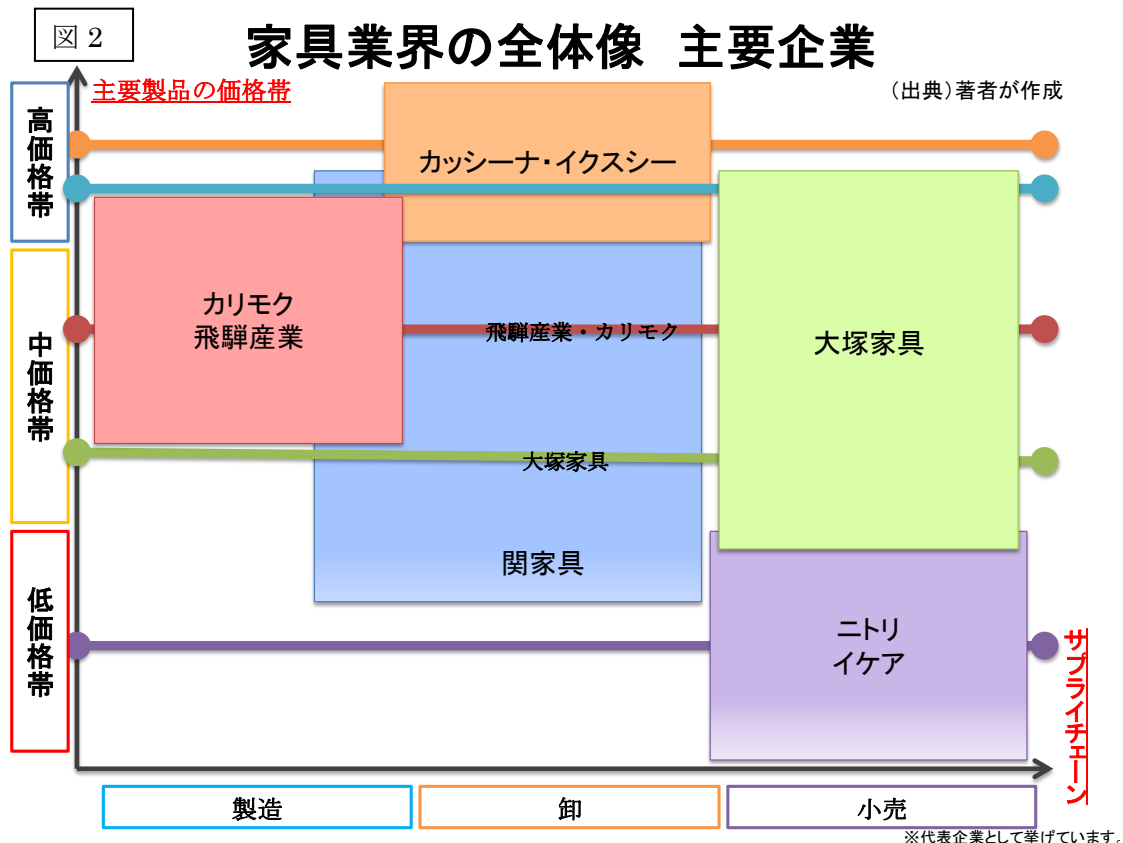 図2
家具業界の全体像 主要企業
主要製品の価格帯
(出典)著者が作成
高価格帯
カッシーナ・イクスシー
カリモク
飛騨産業
飛騨産業・カリモク
大塚家具
中価格帯
大塚家具
関家具
低価格帯
ニトリ
イケア
サプライチェーン
製造
卸
小売
※代表企業として挙げています。